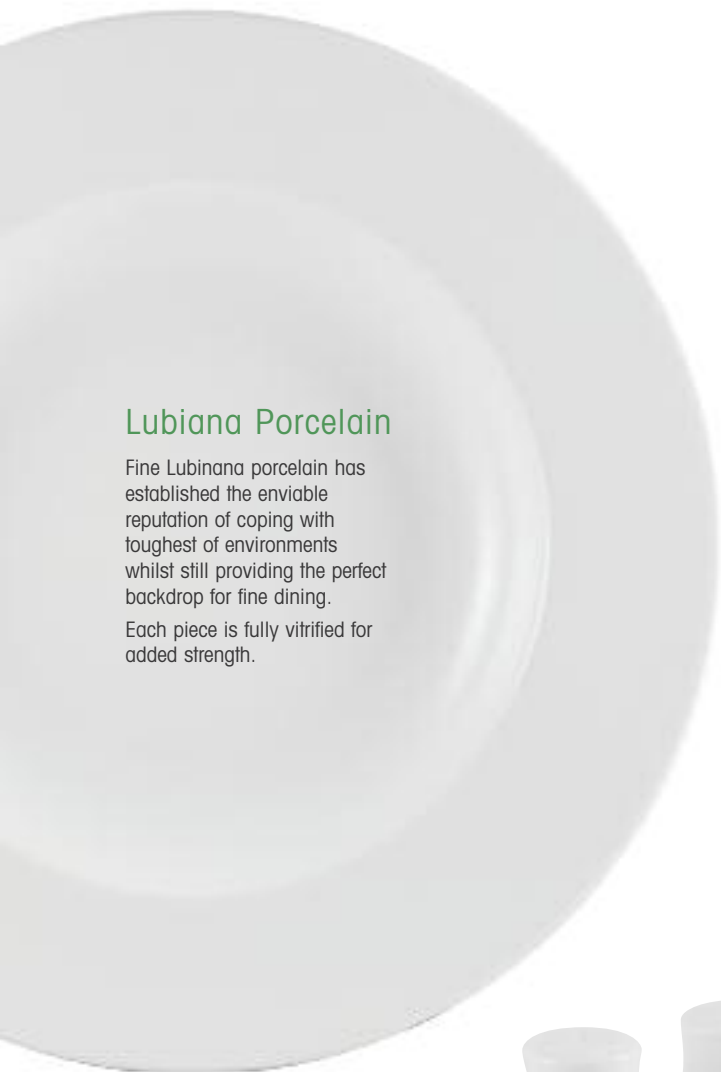 Lubiana Porcelain
Fine Lubinana porcelain has
established the enviable
reputation of coping with
toughest of environments
whilst still providing the perfect
backdrop for fine dining.
Each piece is fully vitrified for
added strength.